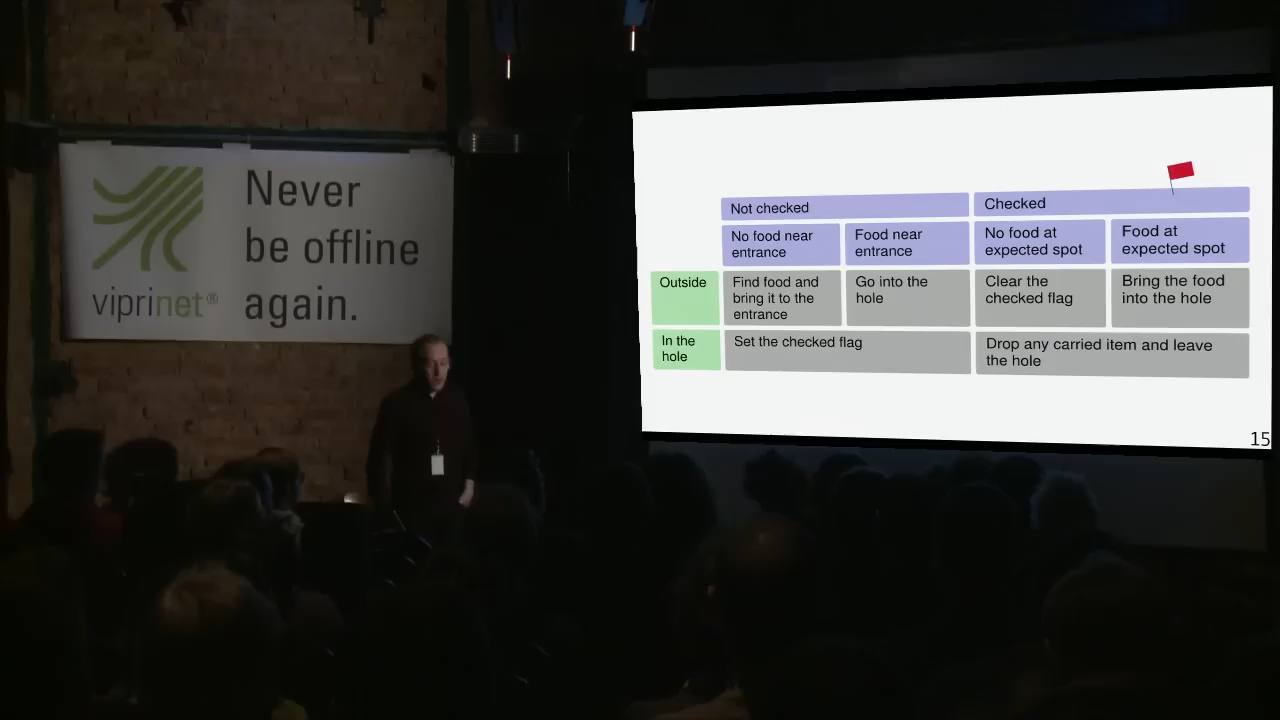 Never
be offline
again.
viprinet®
Not checked
Checked
No food near
entrance
Food near
entrance
No food at
expected spot
Food at
expected spot
Outside
Find food and
bring it to the
entrance
Go into the
hole
Clear the
checked flag
Bring the food
into the hole
In the
hole
Set the checked flag
Drop any carried item and leave
the hole
15